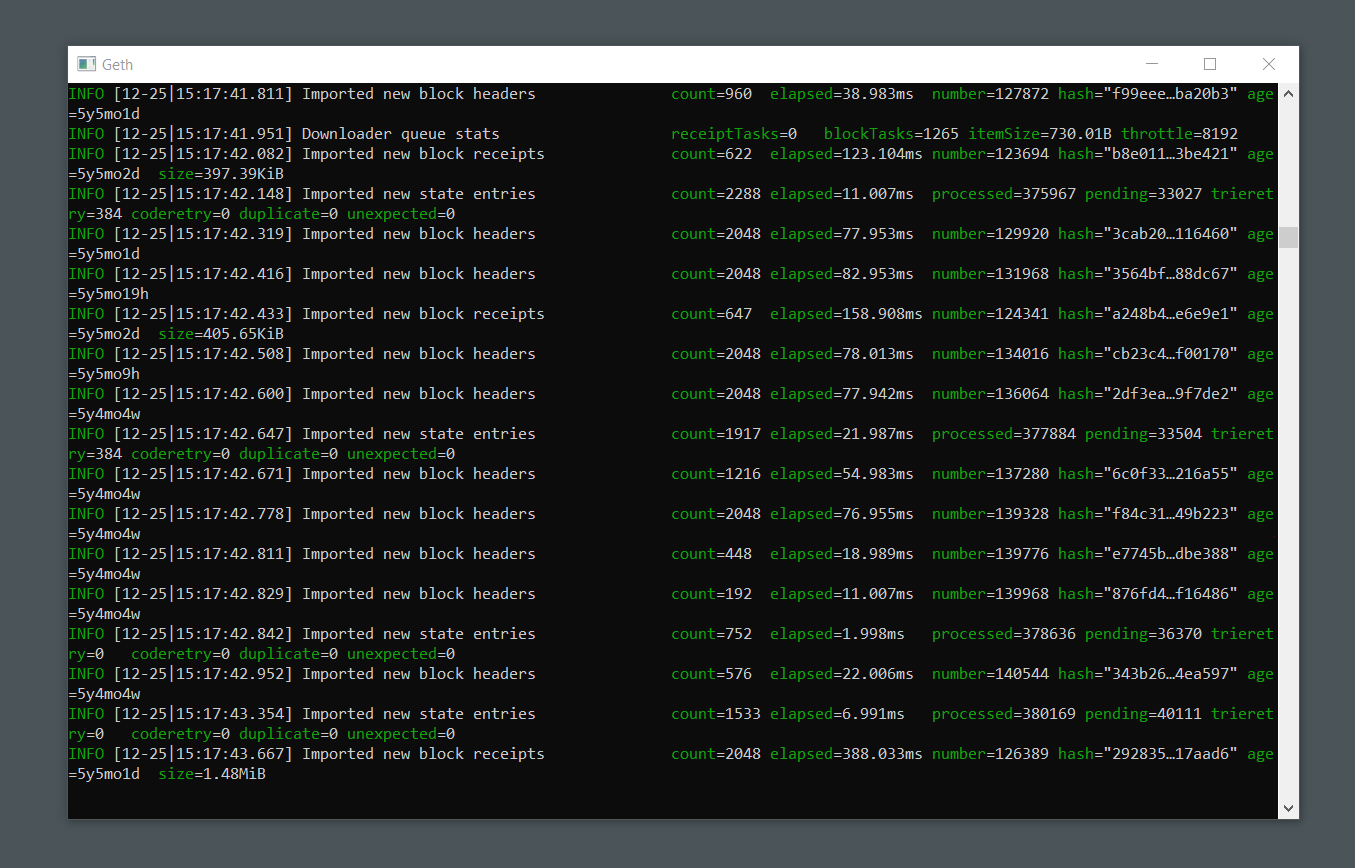 Geth
INFO [12-25|15:17:41.811] Imported new block headers count=960 elapsed=38.983ms number=127872 hash="f99eee…ba20b3" age
=5y5mo1d
INFO [12-25|15:17:41.951] Downloader queue stats receiptTasks=0 blockTasks=1265 itemSize=730.01B throttle=8192
INFO [12-25|15:17:42.082] Imported new block receipts count=622 elapsed=123.104ms number=123694 hash="b8e011…3be421" age
=5y5mo2d size=397.39KiB
INFO [12-25|15:17:42.148] Imported new state entries count=2288 elapsed=11.007ms processed=375967 pending=33027 trieret
ry=384 coderetry=0 duplicate=0 unexpected=0
INFO [12-25|15:17:42.319] Imported new block headers count=2048 elapsed=77.953ms number=129920 hash="3cab20…116460" age
=5y5mo1d
INFO [12-25|15:17:42.416] Imported new block headers count=2048 elapsed=82.953ms number=131968 hash="3564bf…88dc67" age
=5y5mo19h
INFO [12-25|15:17:42.433] Imported new block receipts count=647 elapsed=158.908ms number=124341 hash="a248b4…e6e9e1" age
=5y5mo2d size=405.65KiB
INFO [12-25|15:17:42.508] Imported new block headers count=2048 elapsed=78.013ms number=134016 hash="cb23c4…f00170" age
=5y5mo9h
INFO [12-25|15:17:42.600] Imported new block headers count=2048 elapsed=77.942ms number=136064 hash="2df3ea…9f7de2" age
=5y4mo4w
INFO [12-25|15:17:42.647] Imported new state entries count=1917 elapsed=21.987ms processed=377884 pending=33504 trieret
ry=384 coderetry=0 duplicate=0 unexpected=0
INFO [12-25|15:17:42.671] Imported new block headers count=1216 elapsed=54.983ms number=137280 hash="6c0f33…216a55" age
=5y4mo4w
INFO [12-25|15:17:42.778] Imported new block headers count=2048 elapsed=76.955ms number=139328 hash="f84c31…49b223" age
=5y4mo4w
INFO [12-25|15:17:42.811] Imported new block headers count=448 elapsed=18.989ms number=139776 hash="e7745b…dbe388" age
=5y4mo4w
INFO [12-25|15:17:42.829] Imported new block headers count=192 elapsed=11.007ms number=139968 hash="876fd4…f16486" age
=5y4mo4w
INFO [12-25|15:17:42.842] Imported new state entries count=752 elapsed=1.998ms processed=378636 pending=36370 trieret
ry=0 coderetry=0 duplicate=0 unexpected=0
INFO [12-25|15:17:42.952] Imported new block headers count=576 elapsed=22.006ms number=140544 hash="343b26…4ea597" age
=5y4mo4w
INFO [12-25|15:17:43.354] Imported new state entries count=1533 elapsed=6.991ms processed=380169 pending=40111 trieret
ry=0 coderetry=0 duplicate=0 unexpected=0
INFO [12-25|15:17:43.667] Imported new block receipts count=2048 elapsed=388.033ms number=126389 hash="292835…17aad6" age
=5y5mo1d size=1.48MiB